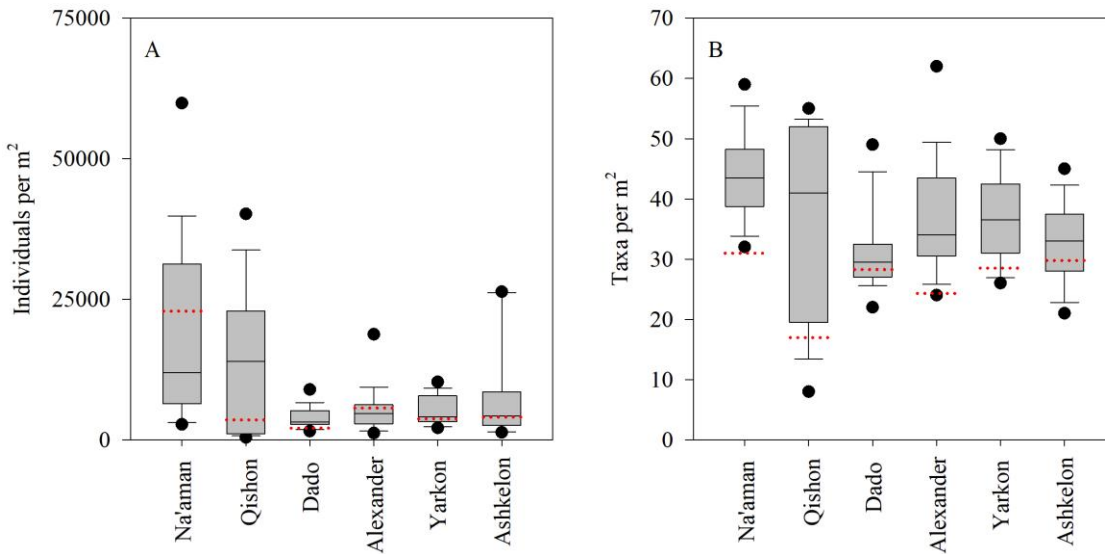 A
Individuals per m²
75000
50000
25000
0
Na'aman
Qishon
Dado
Alexander
Yarkon
Ashkelon
B
Taxa per m²
70
60
50
40
30
20
10
0
Na'aman
Qishon
Dado
Alexander
Yarkon
Ashkelon